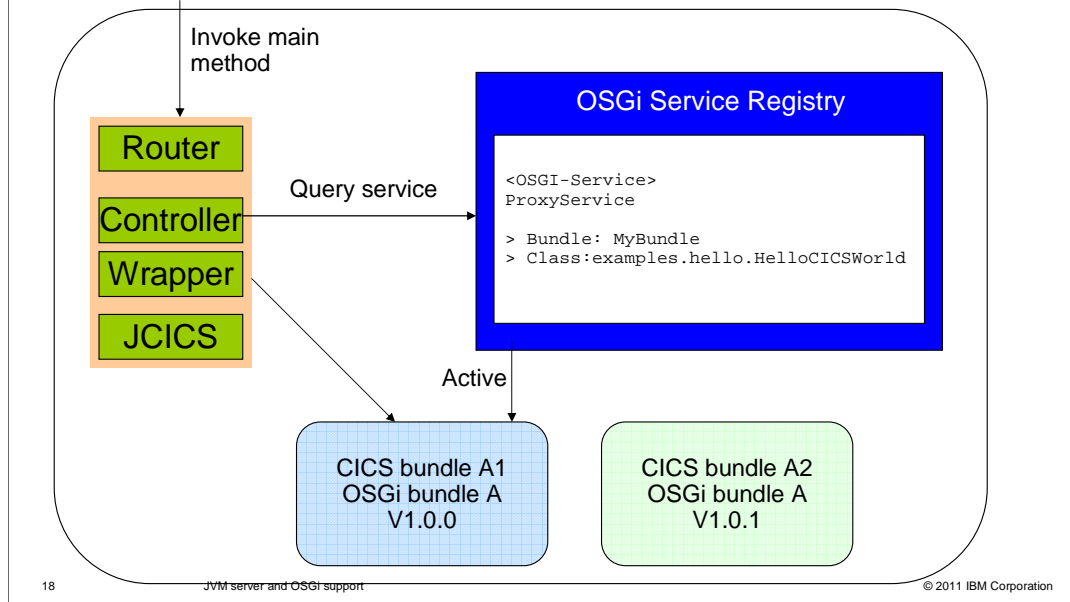 Invoke main
method
OSGi Service Registry
Router
<OSGI-Service>
ProxyService
Query service
Controller
> Bundle: MyBundle
> Class:examples.hello.HelloCICSWorld
Wrapper
JCICS
Active
CICS bundle A1
OSGi bundle A
V1.0.0
CICS bundle A2
OSGi bundle A
V1.0.1
18
JVM server and OSGi support
© 2011 IBM Corporation